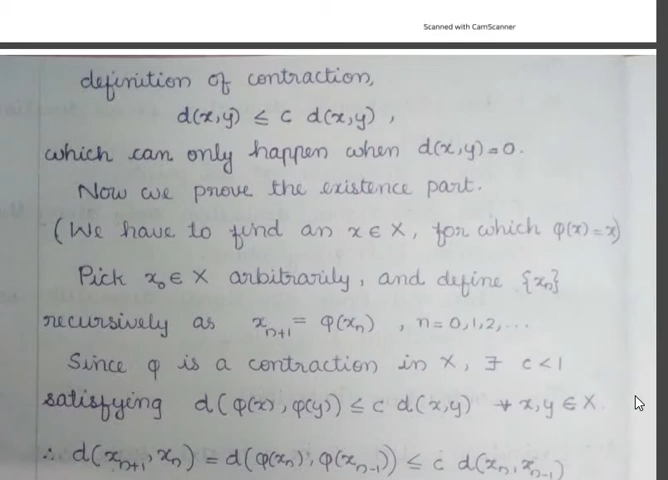 Scanned with CamScanner
definition of contraction,
d(x,y) ≤ c d(x,y) ,
which can only happen when d(x,y)=0.
Now we prove the existence part.
(We have to find an x ∈ X, for which φ(x)=x)
Pick x₀ ∈ X arbitrarily, and define {xₙ}
recursively as xₙ₊₁ = φ(xₙ) , n=0,1,2,...
Since φ is a contraction in X, ∃ c<1
satisfying d(φ(x), φ(y)) ≤ c d(x,y) ∀ x,y ∈ X.
∴ d(xₙ₊₁, xₙ) = d(φ(xₙ), φ(xₙ₋₁)) ≤ c d(xₙ, xₙ₋₁)